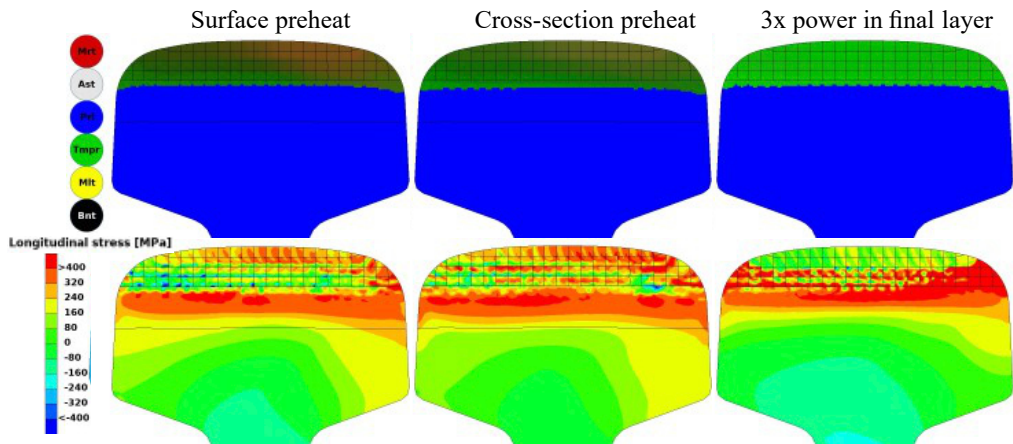 Surface preheat
Cross-section preheat
3x power in final layer
Mrt
Ast
Prl
Tmpr
Mlt
Bnt
Longitudinal stress [MPa]
>400
320
240
160
80
0
-80
-160
-240
-320
<-400